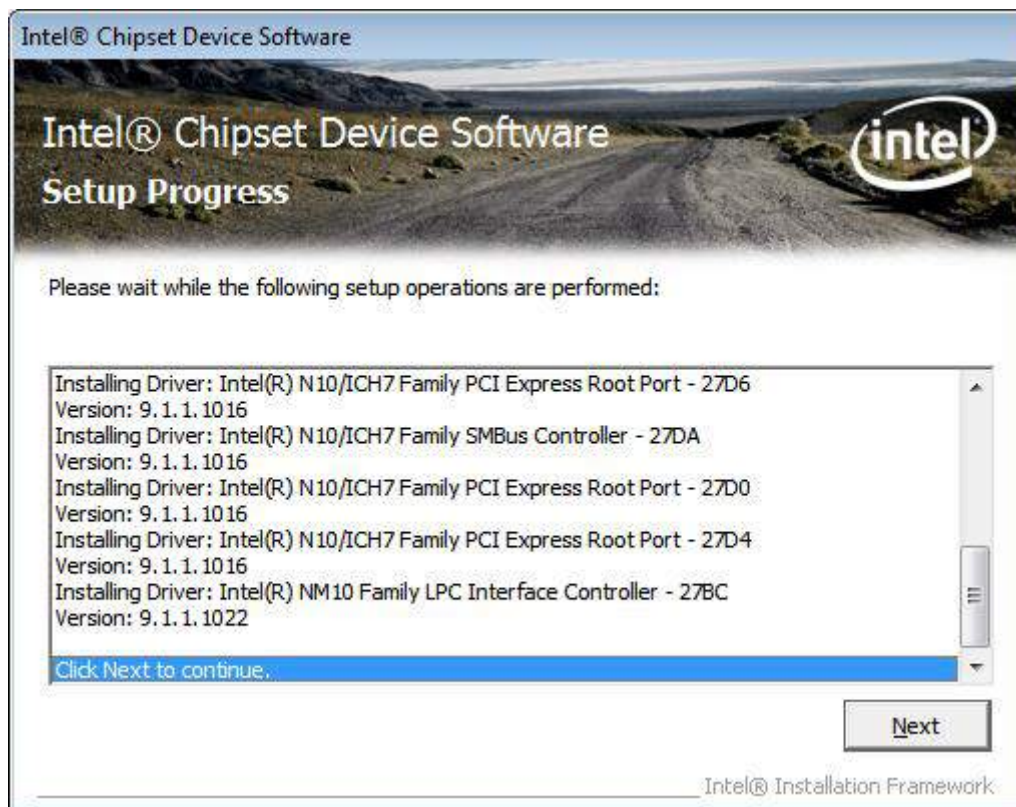 Intel® Chipset Device Software
Intel® Chipset Device Software
intel
Setup Progress
Please wait while the following setup operations are performed:
Installing Driver: Intel(R) N10/ICH7 Family PCI Express Root Port - 27D6
Version: 9.1.1.1016
Installing Driver: Intel(R) N10/ICH7 Family SMBus Controller - 27DA
Version: 9.1.1.1016
Installing Driver: Intel(R) N10/ICH7 Family PCI Express Root Port - 27D0
Version: 9.1.1.1016
Installing Driver: Intel(R) N10/ICH7 Family PCI Express Root Port - 27D4
Version: 9.1.1.1016
Installing Driver: Intel(R) NM10 Family LPC Interface Controller - 27BC
Version: 9.1.1.1022
Click Next to continue.
Next
Intel® Installation Framework